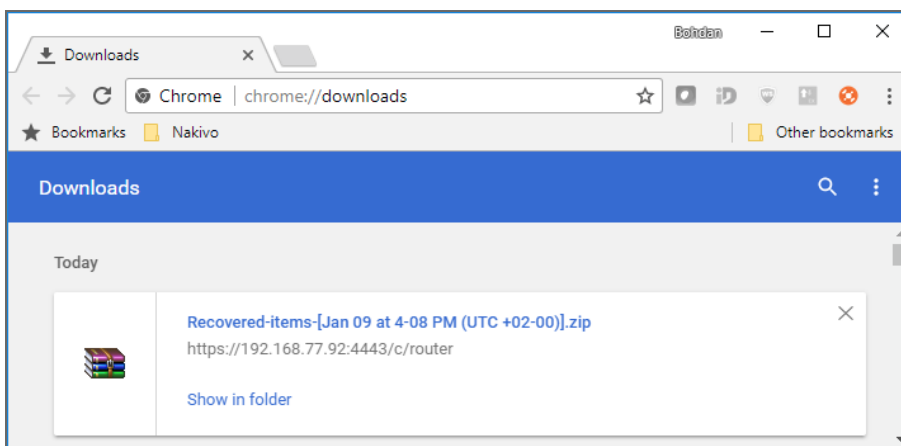 Bohdan
Downloads
Chrome chrome://downloads
Bookmarks Nakivo Other bookmarks
Downloads
Today
Recovered-items-[Jan 09 at 4-08 PM (UTC +02-00)].zip
https://192.168.77.92:4443/c/router
Show in folder